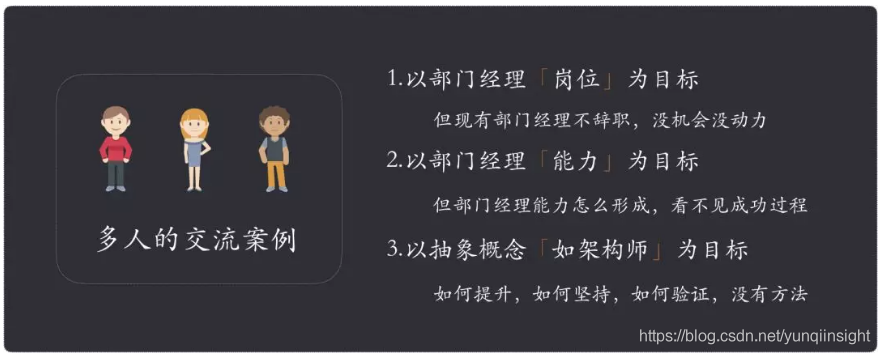 1.以部门经理「岗位」为目标
但现有部门经理不辞职，没机会没动力
2.以部门经理「能力」为目标
但部门经理能力怎么形成，看不见成功过程
多人的交流案例
3.以抽象概念「如架构师」为目标
如何提升，如何坚持，如何验证，没有方法
https://blog.csdn.net/yunqiinsight